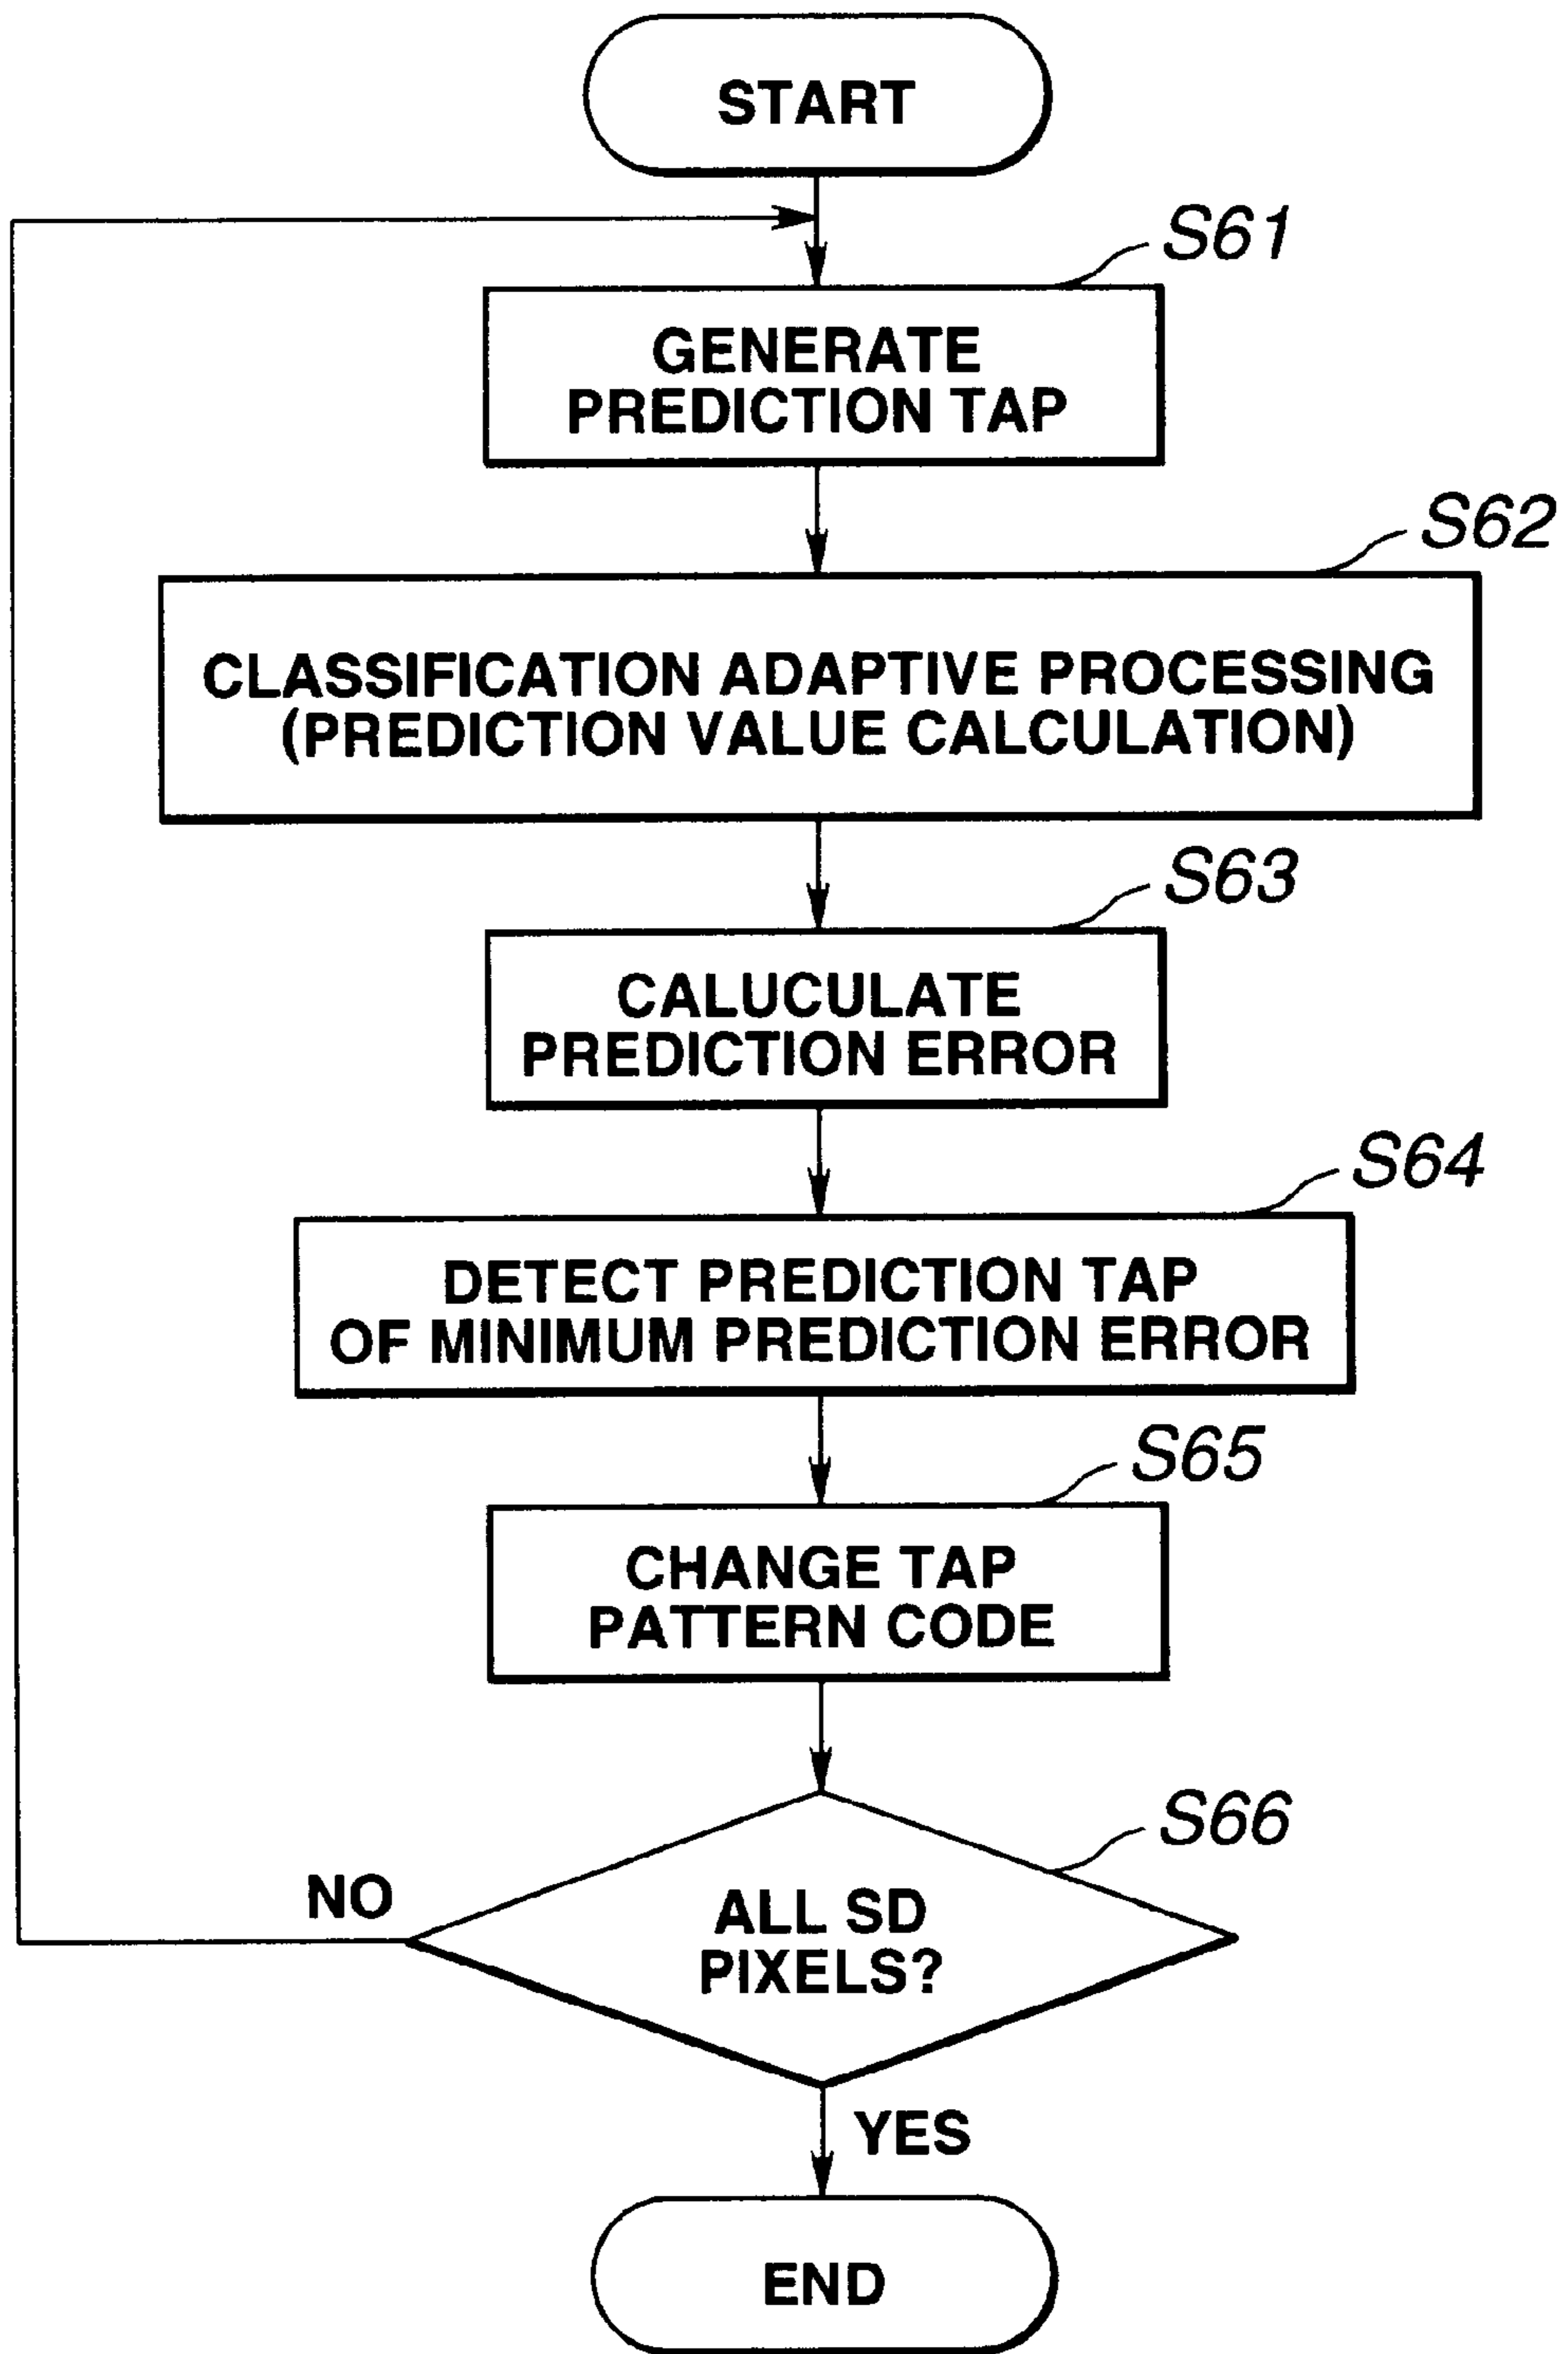 START
S61
GENERATE
PREDICTION TAP
S62
CLASSIFICATION ADAPTIVE PROCESSING
(PREDICTION VALUE CALCULATION)
S63
CALUCULATE
PREDICTION ERROR
S64
DETECT PREDICTION TAP
OF MINIMUM PREDICTION ERROR
S65
CHANGE TAP
PATTERN CODE
S66
NO
ALL SD
PIXELS?
YES
END